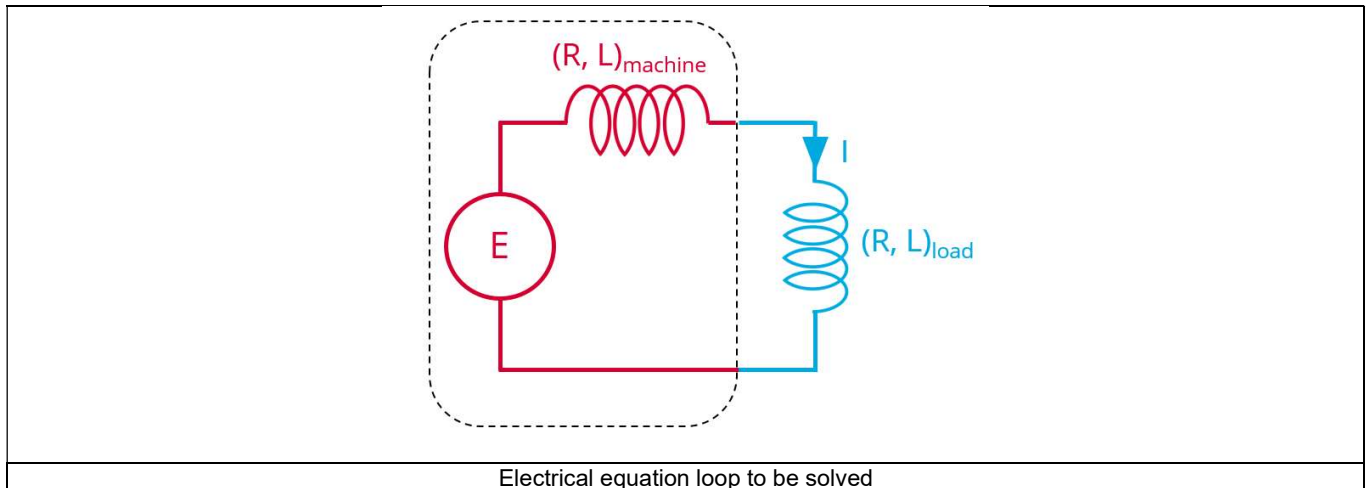 (R, L)machine
I
E
(R, L)load
Electrical equation loop to be solved